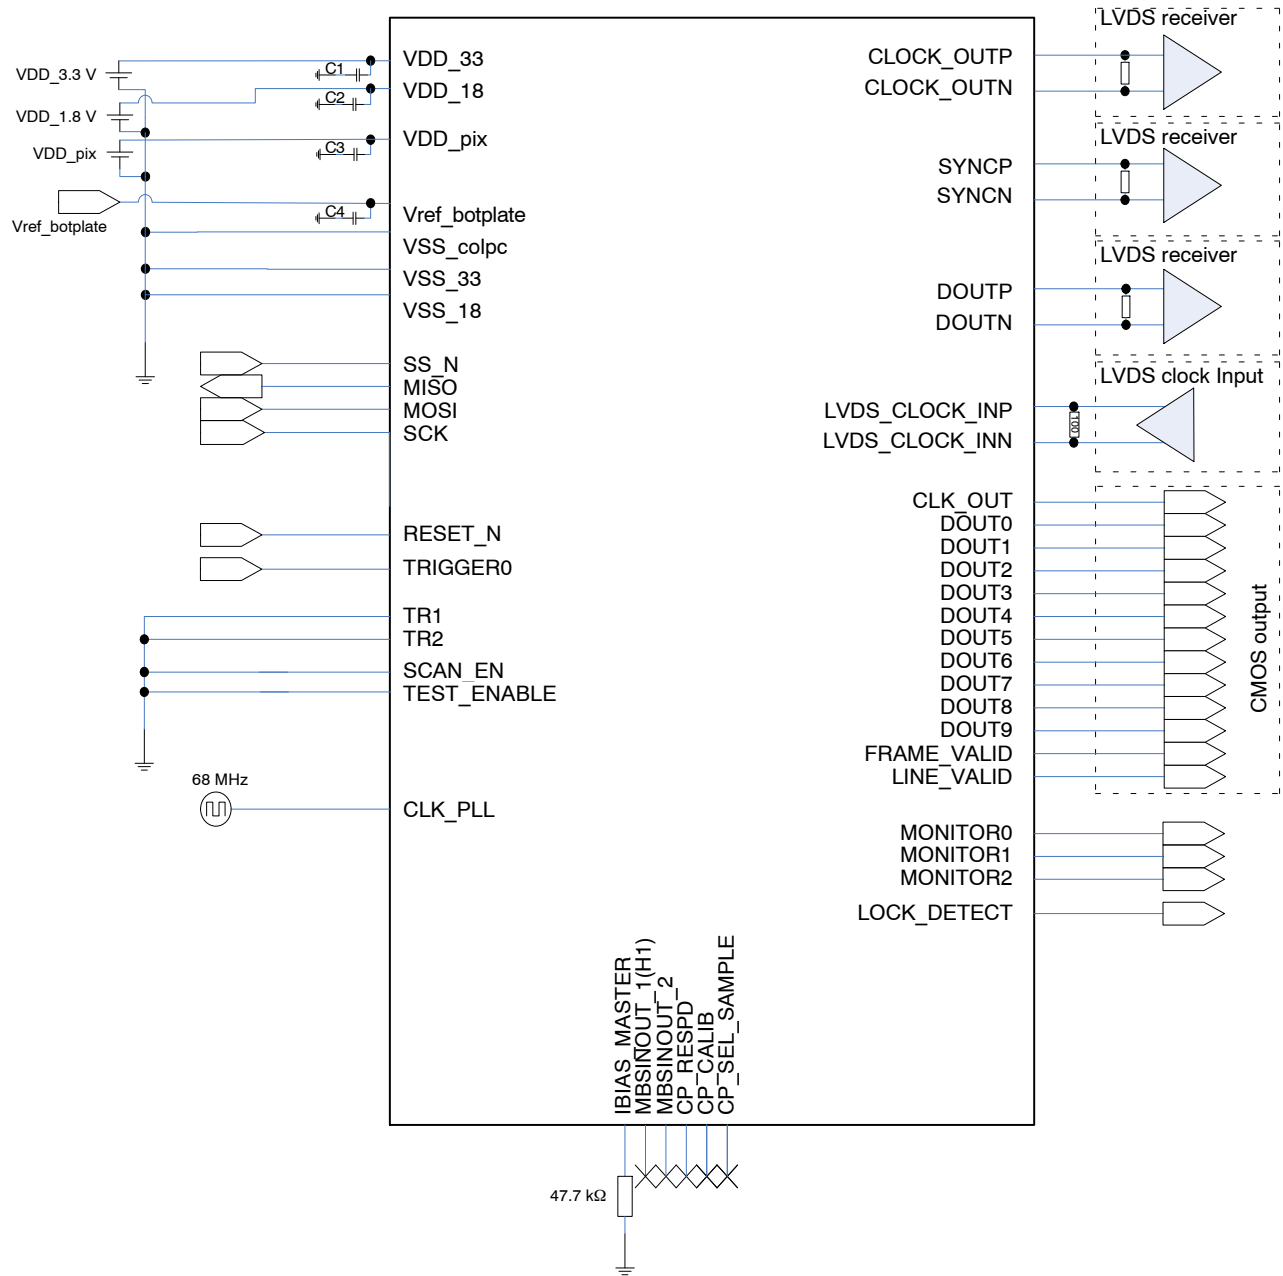 VDD_3.3 V
VDD_1.8 V
VDD_pix
Vref_botplate
C1
C2
C3
C4
VDD_33
VDD_18
VDD_pix
Vref_botplate
VSS_colpc
VSS_33
VSS_18
SS_N
MISO
MOSI
SCK
RESET_N
TRIGGER0
TR1
TR2
SCAN_EN
TEST_ENABLE
68 MHz
CLK_PLL
CLOCK_OUTP
CLOCK_OUTN
SYNCP
SYNCN
DOUTP
DOUTN
LVDS_CLOCK_INP
LVDS_CLOCK_INN
CLK_OUT
DOUT0
DOUT1
DOUT2
DOUT3
DOUT4
DOUT5
DOUT6
DOUT7
DOUT8
DOUT9
FRAME_VALID
LINE_VALID
MONITOR0
MONITOR1
MONITOR2
LOCK_DETECT
LVDS receiver
LVDS receiver
LVDS receiver
LVDS clock Input
100
CMOS output
IBIAS_MASTER
MBSINOUT_1(H1)
MBSINOUT_2
CP_RESPD_
CP_CALIB
CP_SEL_SAMPLE
47.7 kΩ